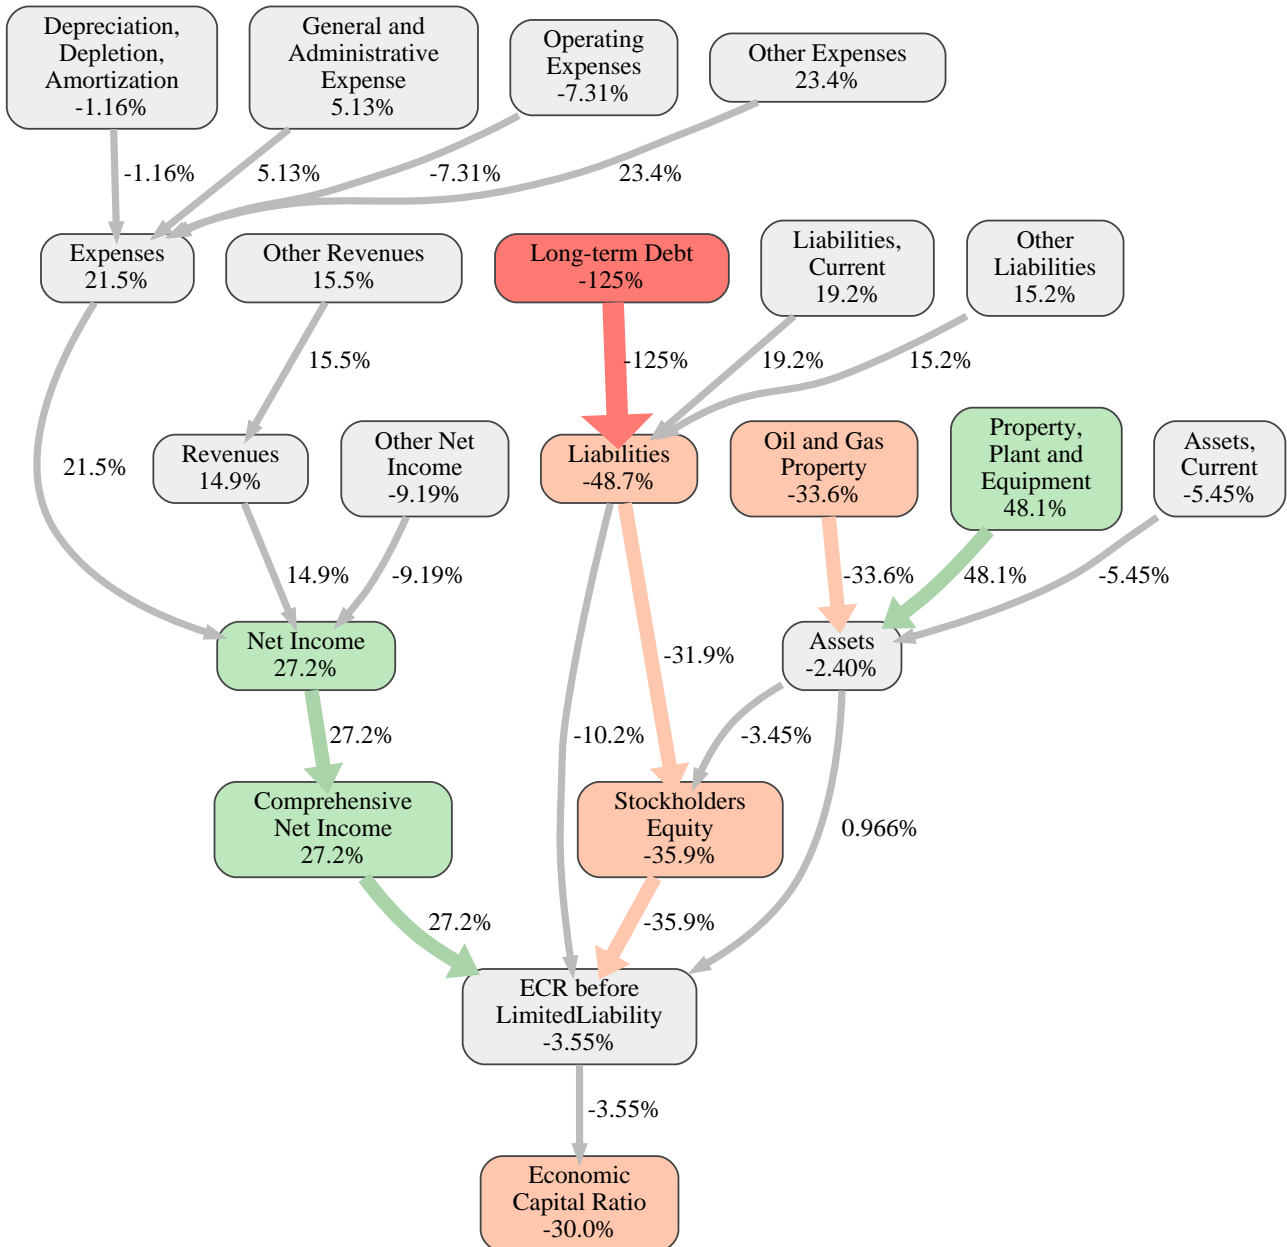 Depreciation,
Depletion,
Amortization
-1.16%
General and
Administrative
Expense
5.13%
Operating
Expenses
-7.31%
Other Expenses
23.4%
-1.16%
5.13%
-7.31%
23.4%
Expenses
21.5%
Other Revenues
15.5%
Long-term Debt
-125%
Liabilities,
Current
19.2%
Other
Liabilities
15.2%
15.5%
-125%
19.2%
15.2%
21.5%
Revenues
14.9%
Other Net
Income
-9.19%
Liabilities
-48.7%
Oil and Gas
Property
-33.6%
Property,
Plant and
Equipment
48.1%
Assets,
Current
-5.45%
14.9%
-9.19%
-33.6%
48.1%
-5.45%
Net Income
27.2%
-31.9%
Assets
-2.40%
27.2%
-10.2%
-3.45%
Comprehensive
Net Income
27.2%
Stockholders
Equity
-35.9%
0.966%
27.2%
-35.9%
ECR before
LimitedLiability
-3.55%
-3.55%
Economic
Capital Ratio
-30.0%